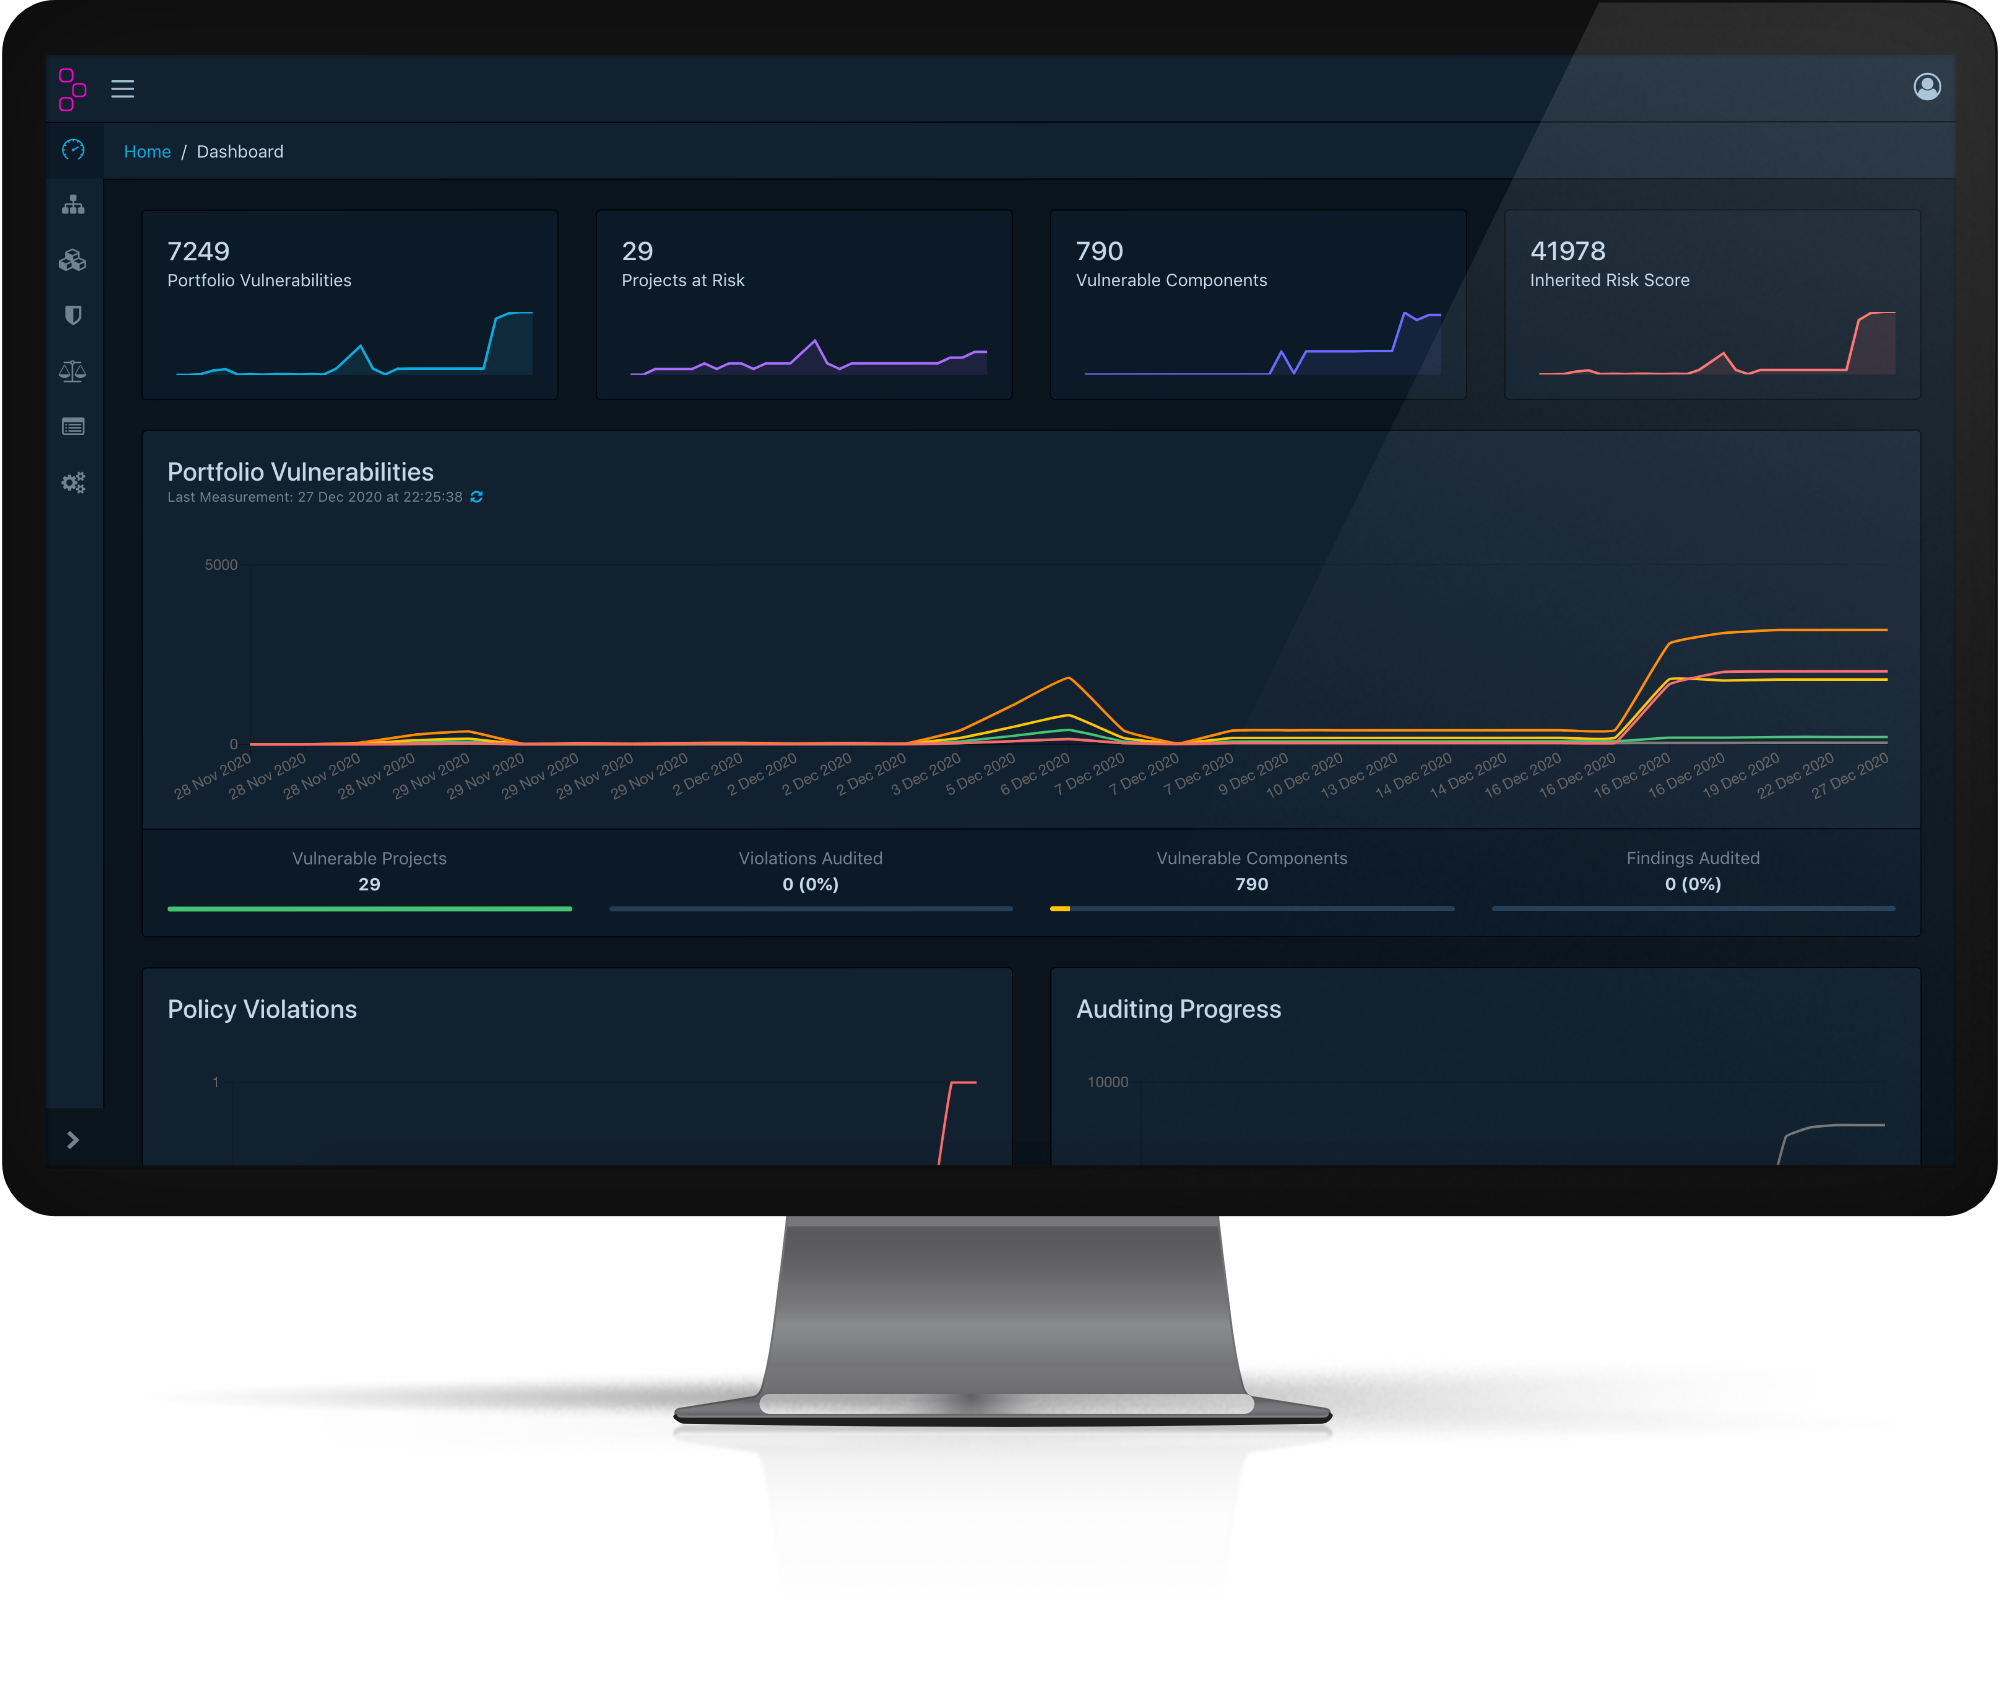 Home / Dashboard
7249
Portfolio Vulnerabilities
29
Projects at Risk
790
Vulnerable Components
41978
Inherited Risk Score
Portfolio Vulnerabilities
Last Measurement: 27 Dec 2020 at 22:25:38
5000
0
28 Nov 2020
28 Nov 2020
28 Nov 2020
28 Nov 2020
29 Nov 2020
29 Nov 2020
29 Nov 2020
29 Nov 2020
29 Nov 2020
2 Dec 2020
2 Dec 2020
2 Dec 2020
2 Dec 2020
3 Dec 2020
5 Dec 2020
6 Dec 2020
7 Dec 2020
7 Dec 2020
7 Dec 2020
9 Dec 2020
10 Dec 2020
13 Dec 2020
14 Dec 2020
14 Dec 2020
16 Dec 2020
16 Dec 2020
16 Dec 2020
16 Dec 2020
19 Dec 2020
22 Dec 2020
27 Dec 2020
Vulnerable Projects
29
Violations Audited
0 (0%)
Vulnerable Components
790
Findings Audited
0 (0%)
Policy Violations
1
Auditing Progress
10000